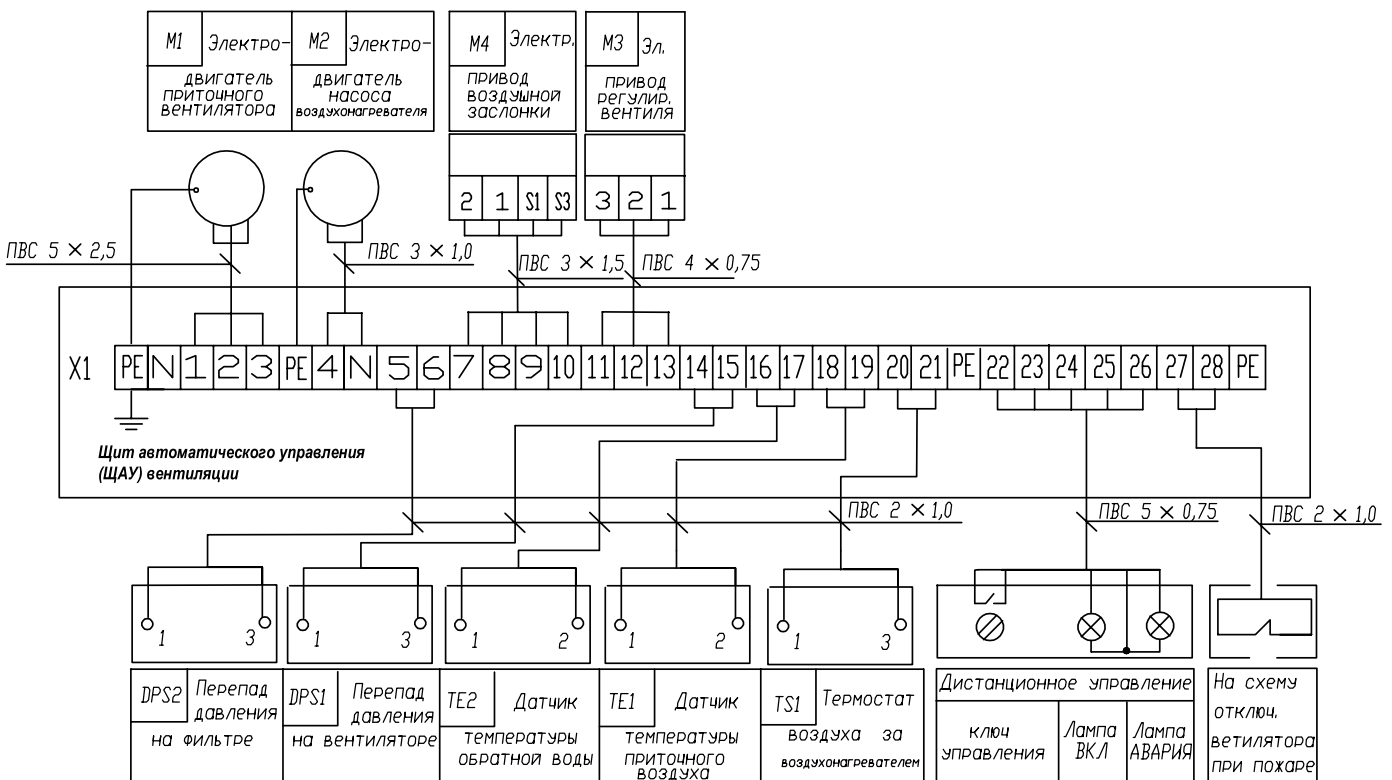 М1 Электро-
двигатель
приточного
вентилятора
М2 Электро-
двигатель
насоса
воздухонагревателя
М4 Электр.
привод
воздушной
заслонки
М3 Эл.
привод
регулир.
вентиля
2 1 S1 S3
3 2 1
ПВС 5 × 2,5
ПВС 3 × 1,0
ПВС 3 × 1,5
ПВС 4 × 0,75
X1 PE N 1 2 3 PE 4 N 5 6 7 8 9 10 11 12 13 14 15 16 17 18 19 20 21 PE 22 23 24 25 26 27 28 PE
Щит автоматического управления
(ЩАУ) вентиляции
ПВС 2 × 1,0
ПВС 5 × 0,75
ПВС 2 × 1,0
1 3
1 3
1 2
1 2
1 3
DPS2 Перепад
давления
на фильтре
DPS1 Перепад
давления
на вентиляторе
TE2 Датчик
температуры
обратной воды
TE1 Датчик
температуры
приточного
воздуха
TS1 Термостат
воздуха за
воздухонагревателем
Дистанционное управление
ключ
управления
Лампа
ВКЛ
Лампа
АВАРИЯ
На схему
отключ.
ветилятора
при пожаре